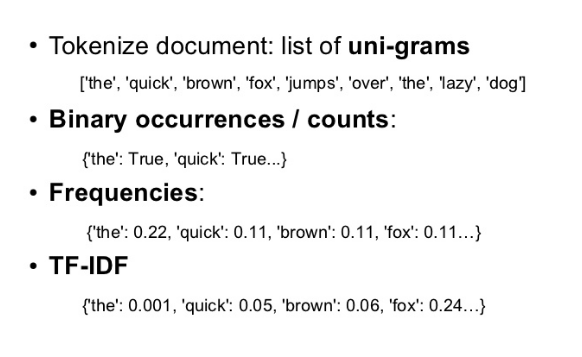 • Tokenize document: list of uni-grams
['the', 'quick', 'brown', 'fox', 'jumps', 'over', 'the', 'lazy', 'dog']
• Binary occurrences / counts:
{'the': True, 'quick': True...}
• Frequencies:
{'the': 0.22, 'quick': 0.11, 'brown': 0.11, 'fox': 0.11…}
• TF-IDF
{'the': 0.001, 'quick': 0.05, 'brown': 0.06, 'fox': 0.24…}